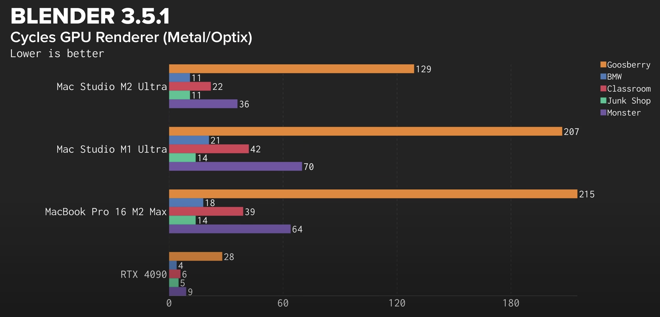 BLENDER 3.5.1
Cycles GPU Renderer (Metal/Optix)
Lower is better
Goosberry
BMW
Classroom
Junk Shop
Monster
Mac Studio M2 Ultra
129
11
22
11
36
Mac Studio M1 Ultra
207
21
42
14
70
MacBook Pro 16 M2 Max
215
18
39
14
64
RTX 4090
28
4
6
5
9
0 60 120 180